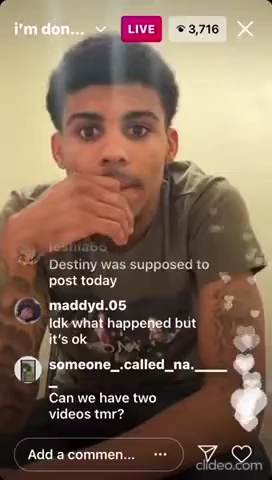 i'm don...
LIVE
3,716
Destiny was supposed to
post today
maddyd.05
Idk what happened but
it's ok
someone_.called_na._____
_
Can we have two
videos tmr?
Add a commen...
clideo.com